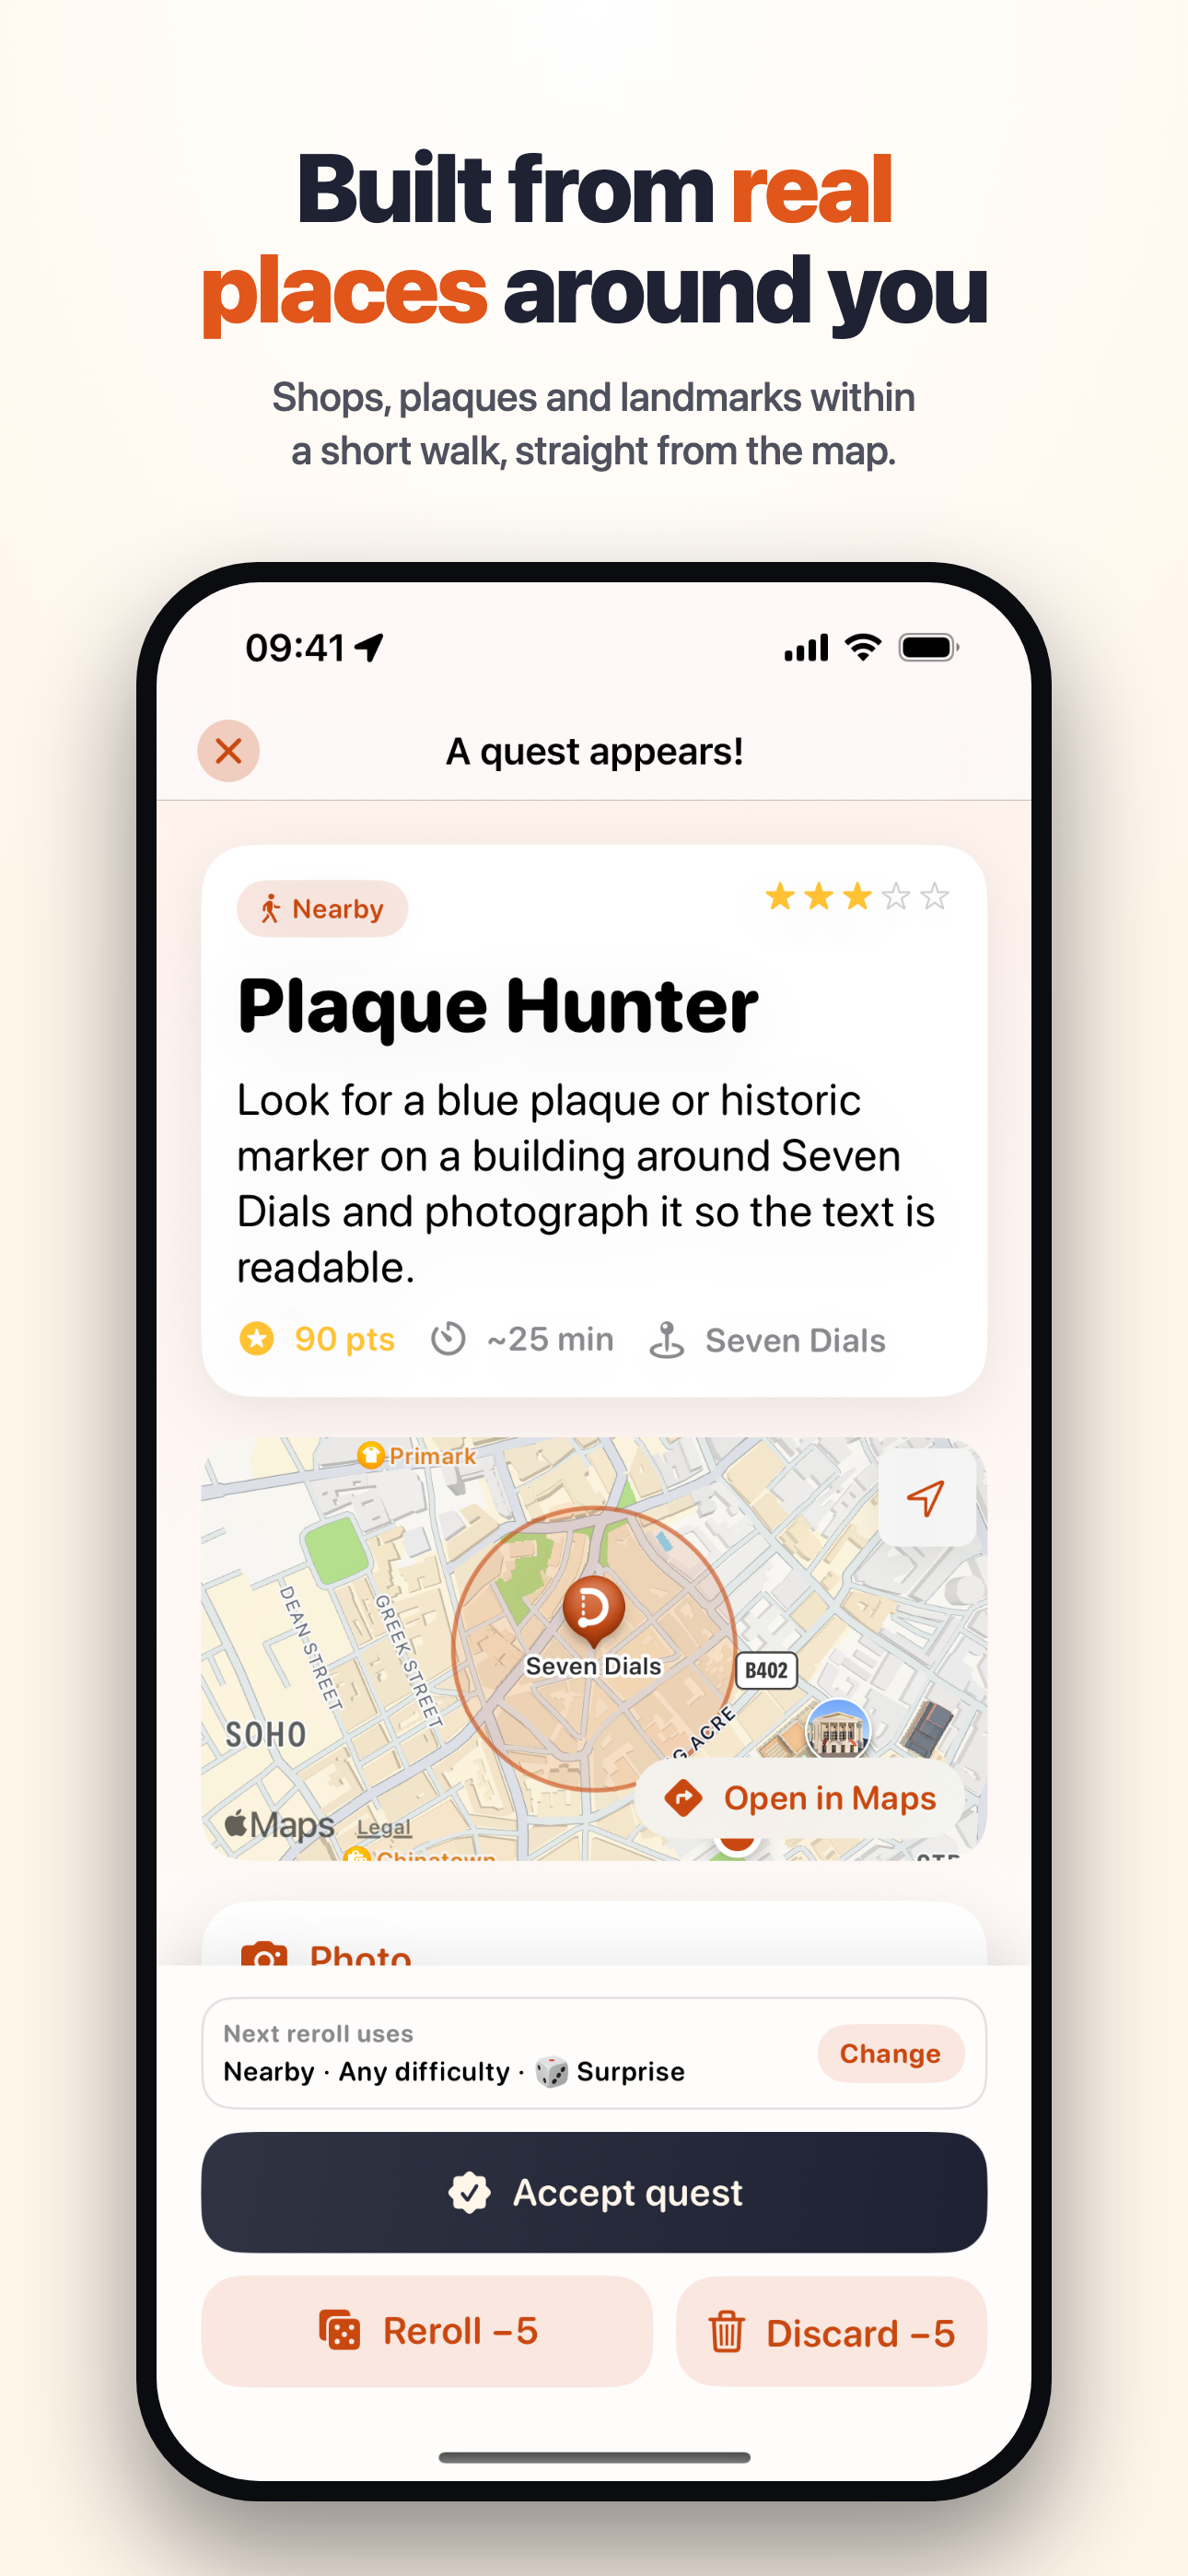 Built from real
places around you
Shops, plaques and landmarks within
a short walk, straight from the map.
09:41
A quest appears!
Nearby
Plaque Hunter
Look for a blue plaque or historic
marker on a building around Seven
Dials and photograph it so the text is
readable.
90 pts ~25 min Seven Dials
Primark
DEAN STREET
GREEK STREET
Seven Dials
B402
G ACRE
SOHO
Open in Maps
Maps Legal
Chinatown
Photo
Next reroll uses
Nearby · Any difficulty · 🎲 Surprise
Change
Accept quest
Reroll –5
Discard –5